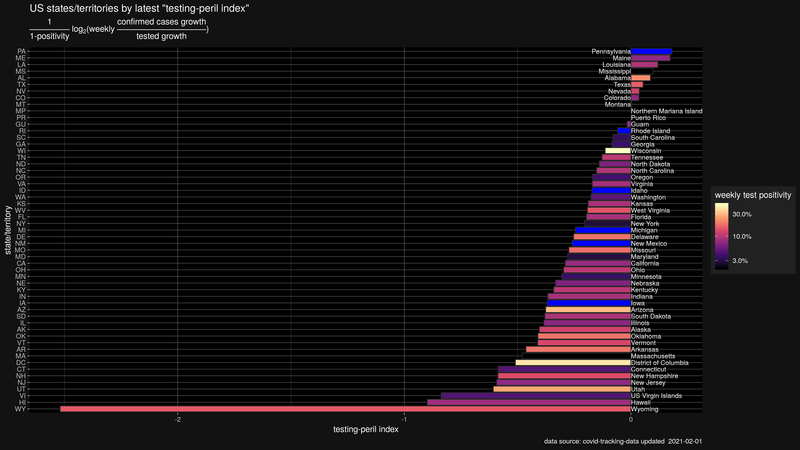 US states/territories by latest "testing-peril index"
1 confirmed cases growth
log2(weekly )
1-positivity tested growth
PA Pennsylvania
ME Maine
LA Louisiana
MS Mississippi
AL Alabama
TX Texas
NV Nevada
CO Colorado
MT Montana
MP Northern Mariana Island
PR Puerto Rico
GU Guam
RI Rhode Island
SC South Carolina
GA Georgia
WI Wisconsin
TN Tennessee
ND North Dakota
NC North Carolina
OR Oregon
VA Virginia
ID Idaho
WA Washington
KS Kansas
WV West Virginia
FL Florida
NY New York
MI Michigan
DE Delaware
NM New Mexico
MO Missouri
MD Maryland
CA California
OH Ohio
MN Minnesota
NE Nebraska
KY Kentucky
IN Indiana
IA Iowa
AZ Arizona
SD South Dakota
IL Illinois
AK Alaska
OK Oklahoma
VT Vermont
AR Arkansas
MA Massachusetts
DC District of Columbia
CT Connecticut
NH New Hampshire
NJ New Jersey
UT Utah
VI US Virgin Islands
HI Hawaii
WY Wyoming
state/territory
-2 -1 0
testing-peril index
weekly test positivity
30.0%
10.0%
3.0%
data source: covid-tracking-data updated 2021-02-01